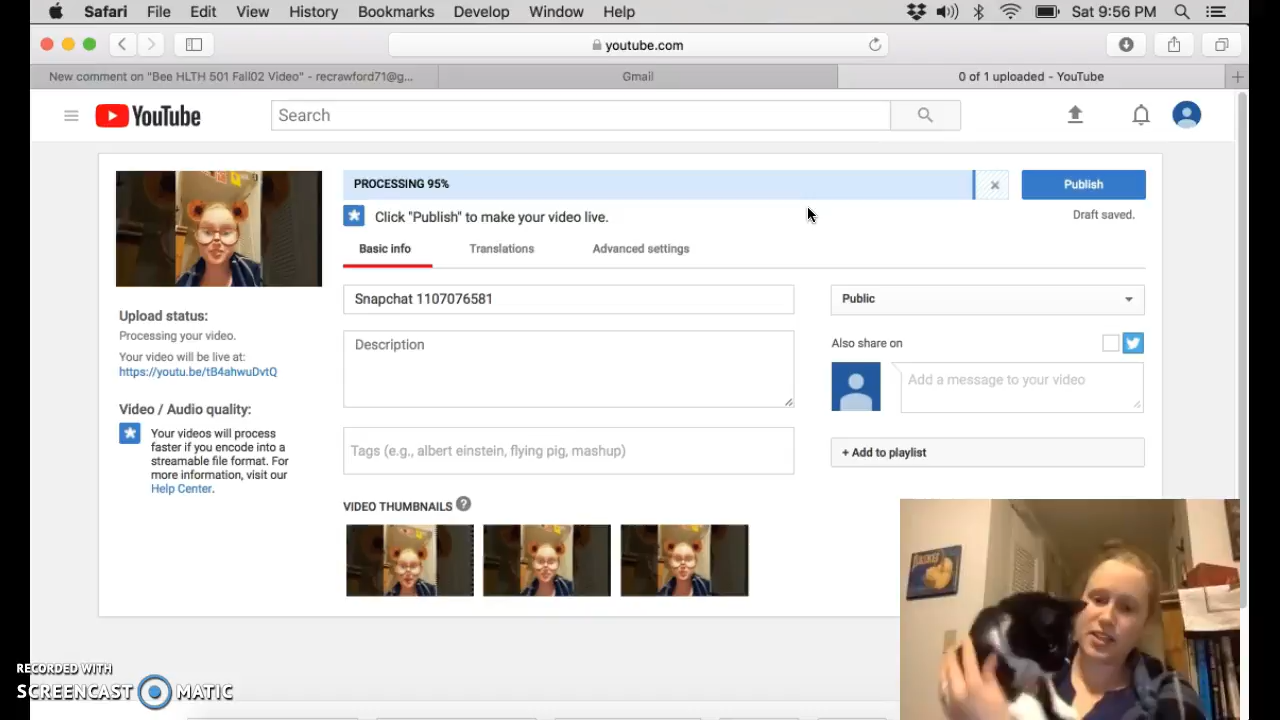 Safari File Edit View History Bookmarks Develop Window Help Sat 9:56 PM
youtube.com
New comment on "Bee HLTH 501 Fall02 Video" - recrawford71@g... Gmail 0 of 1 uploaded - YouTube
YouTube Search
PROCESSING 95% Publish
Click "Publish" to make your video live. Draft saved.
Basic info Translations Advanced settings
Snapchat 1107076581 Public
Upload status:
Processing your video.
Your video will be live at:
https://youtu.be/tB4ahwuDvtQ
Description
Also share on
Add a message to your video
Video / Audio quality:
Your videos will process
faster if you encode into a
streamable file format. For
more information, visit our
Help Center.
Tags (e.g., albert einstein, flying pig, mashup)
+ Add to playlist
VIDEO THUMBNAILS ?
RECORDED WITH
SCREENCAST MATIC